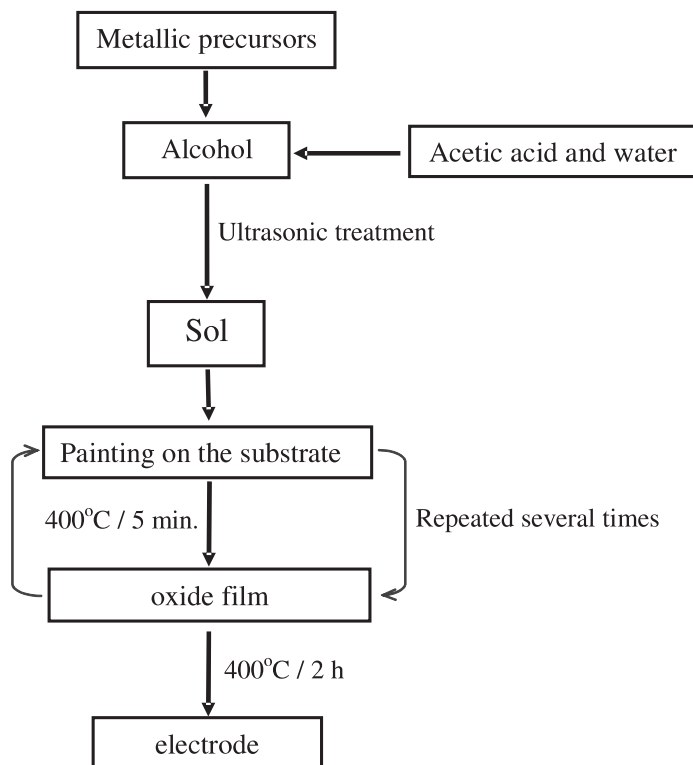 Metallic precursors
Alcohol
Acetic acid and water
Ultrasonic treatment
Sol
Painting on the substrate
400°C / 5 min.
Repeated several times
oxide film
400°C / 2 h
electrode